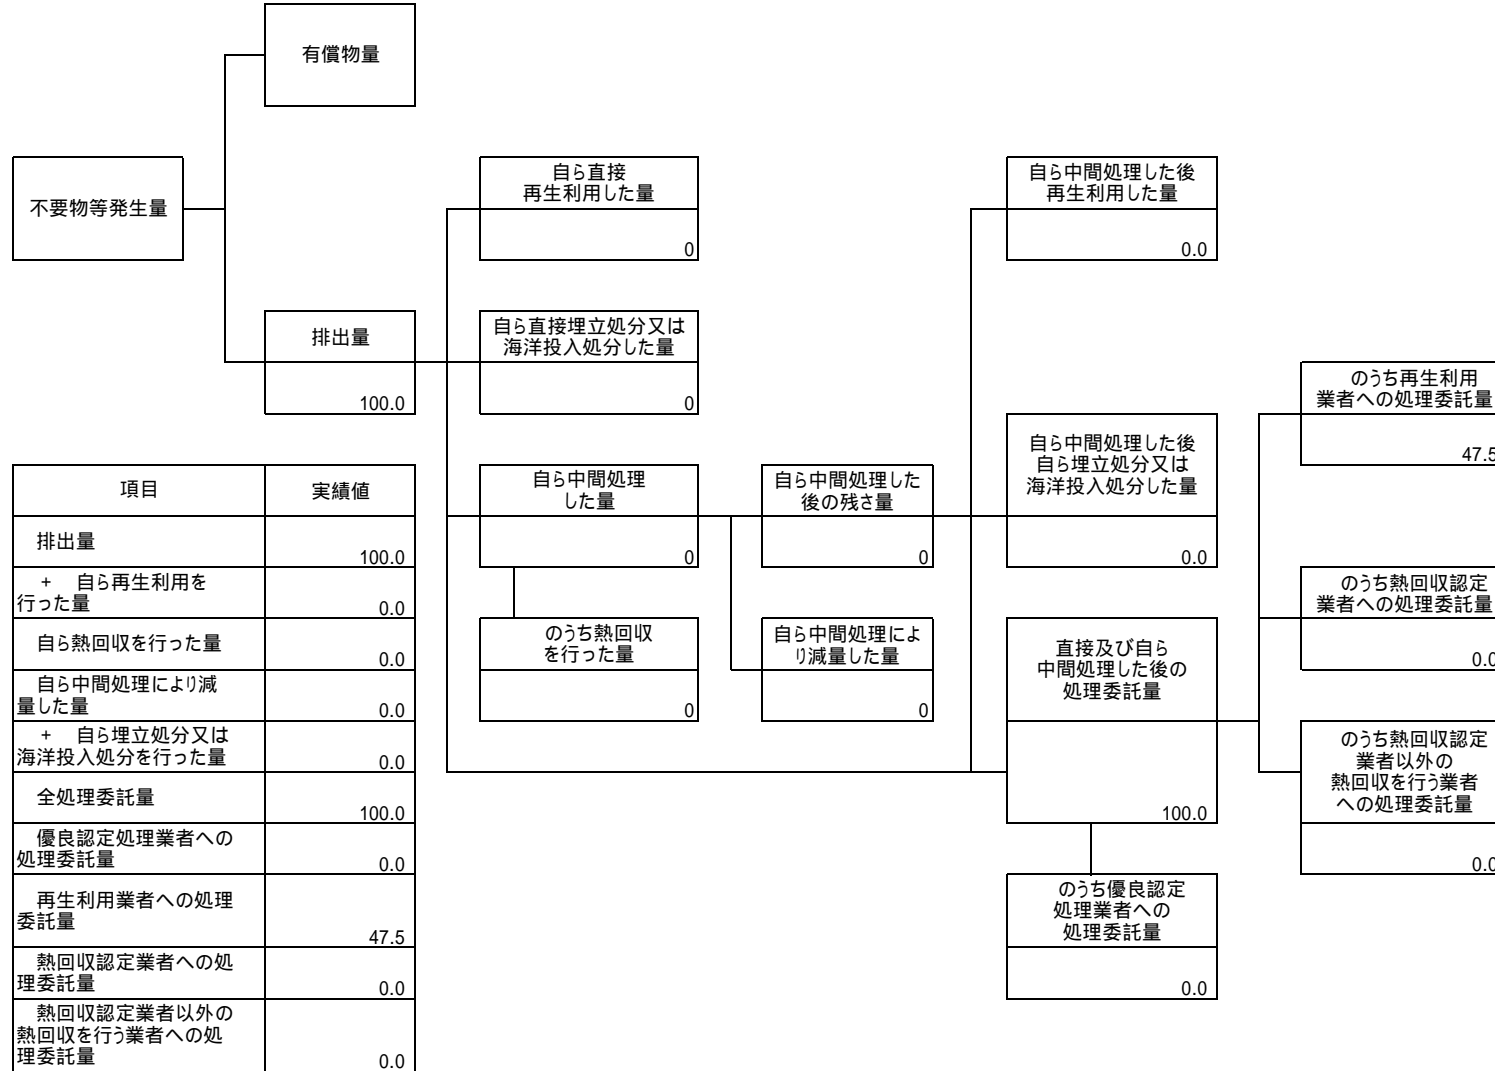 有償物量
不要物等発生量
自ら直接
再生利用した量
0
自ら中間処理した後
再生利用した量
0.0
排出量
100.0
自ら直接埋立処分又は
海洋投入処分した量
0
のうち再生利用
業者への処理委託量
47.5
自ら中間処理
した量
0
自ら中間処理した
後の残さ量
0
自ら中間処理した後
自ら埋立処分又は
海洋投入処分した量
0.0
のうち熱回収認定
業者への処理委託量
0.0
のうち熱回収
を行った量
0
自ら中間処理によ
り減量した量
0
直接及び自ら
中間処理した後の
処理委託量
100.0
のうち熱回収認定
業者以外の
熱回収を行う業者
への処理委託量
0.0
のうち優良認定
処理業者への
処理委託量
0.0
項目 実績値
排出量
100.0
+ 自ら再生利用を
行った量
0.0
自ら熱回収を行った量
0.0
自ら中間処理により減
量した量
0.0
+ 自ら埋立処分又は
海洋投入処分を行った量
0.0
全処理委託量
100.0
優良認定処理業者への
処理委託量
0.0
再生利用業者への処理
委託量
47.5
熱回収認定業者への処
理委託量
0.0
熱回収認定業者以外の
熱回収を行う業者への処
理委託量
0.0